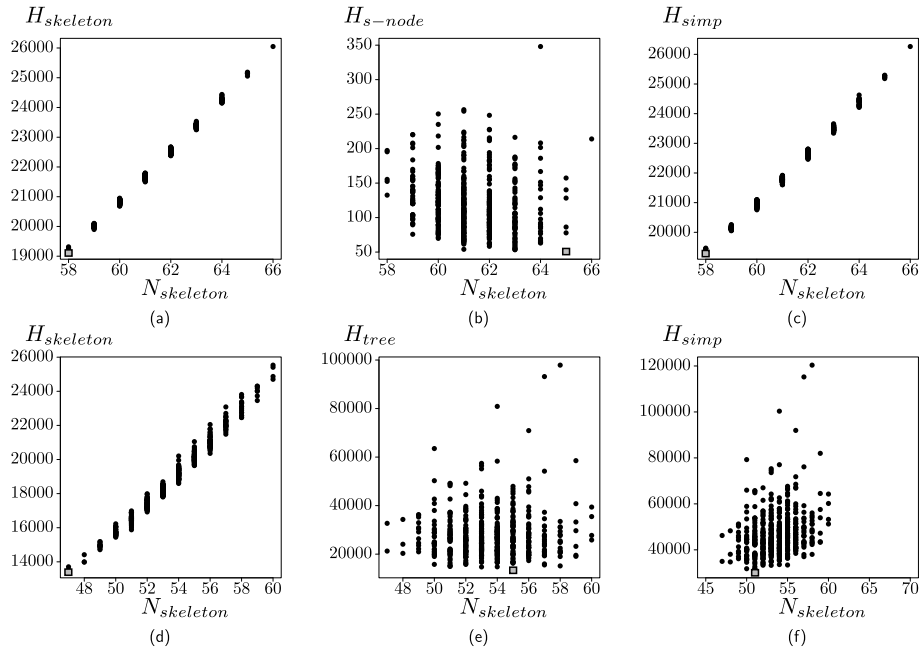 H_skeleton
26000
25000
24000
23000
22000
21000
20000
19000
58 60 62 64 66
N_skeleton
(a)
H_s−node
350
300
250
200
150
100
50
58 60 62 64 66
N_skeleton
(b)
H_simp
26000
25000
24000
23000
22000
21000
20000
58 60 62 64 66
N_skeleton
(c)
H_skeleton
26000
24000
22000
20000
18000
16000
14000
48 50 52 54 56 58 60
N_skeleton
(d)
H_tree
100000
80000
60000
40000
20000
48 50 52 54 56 58 60
N_skeleton
(e)
H_simp
120000
100000
80000
60000
40000
45 50 55 60 65 70
N_skeleton
(f)